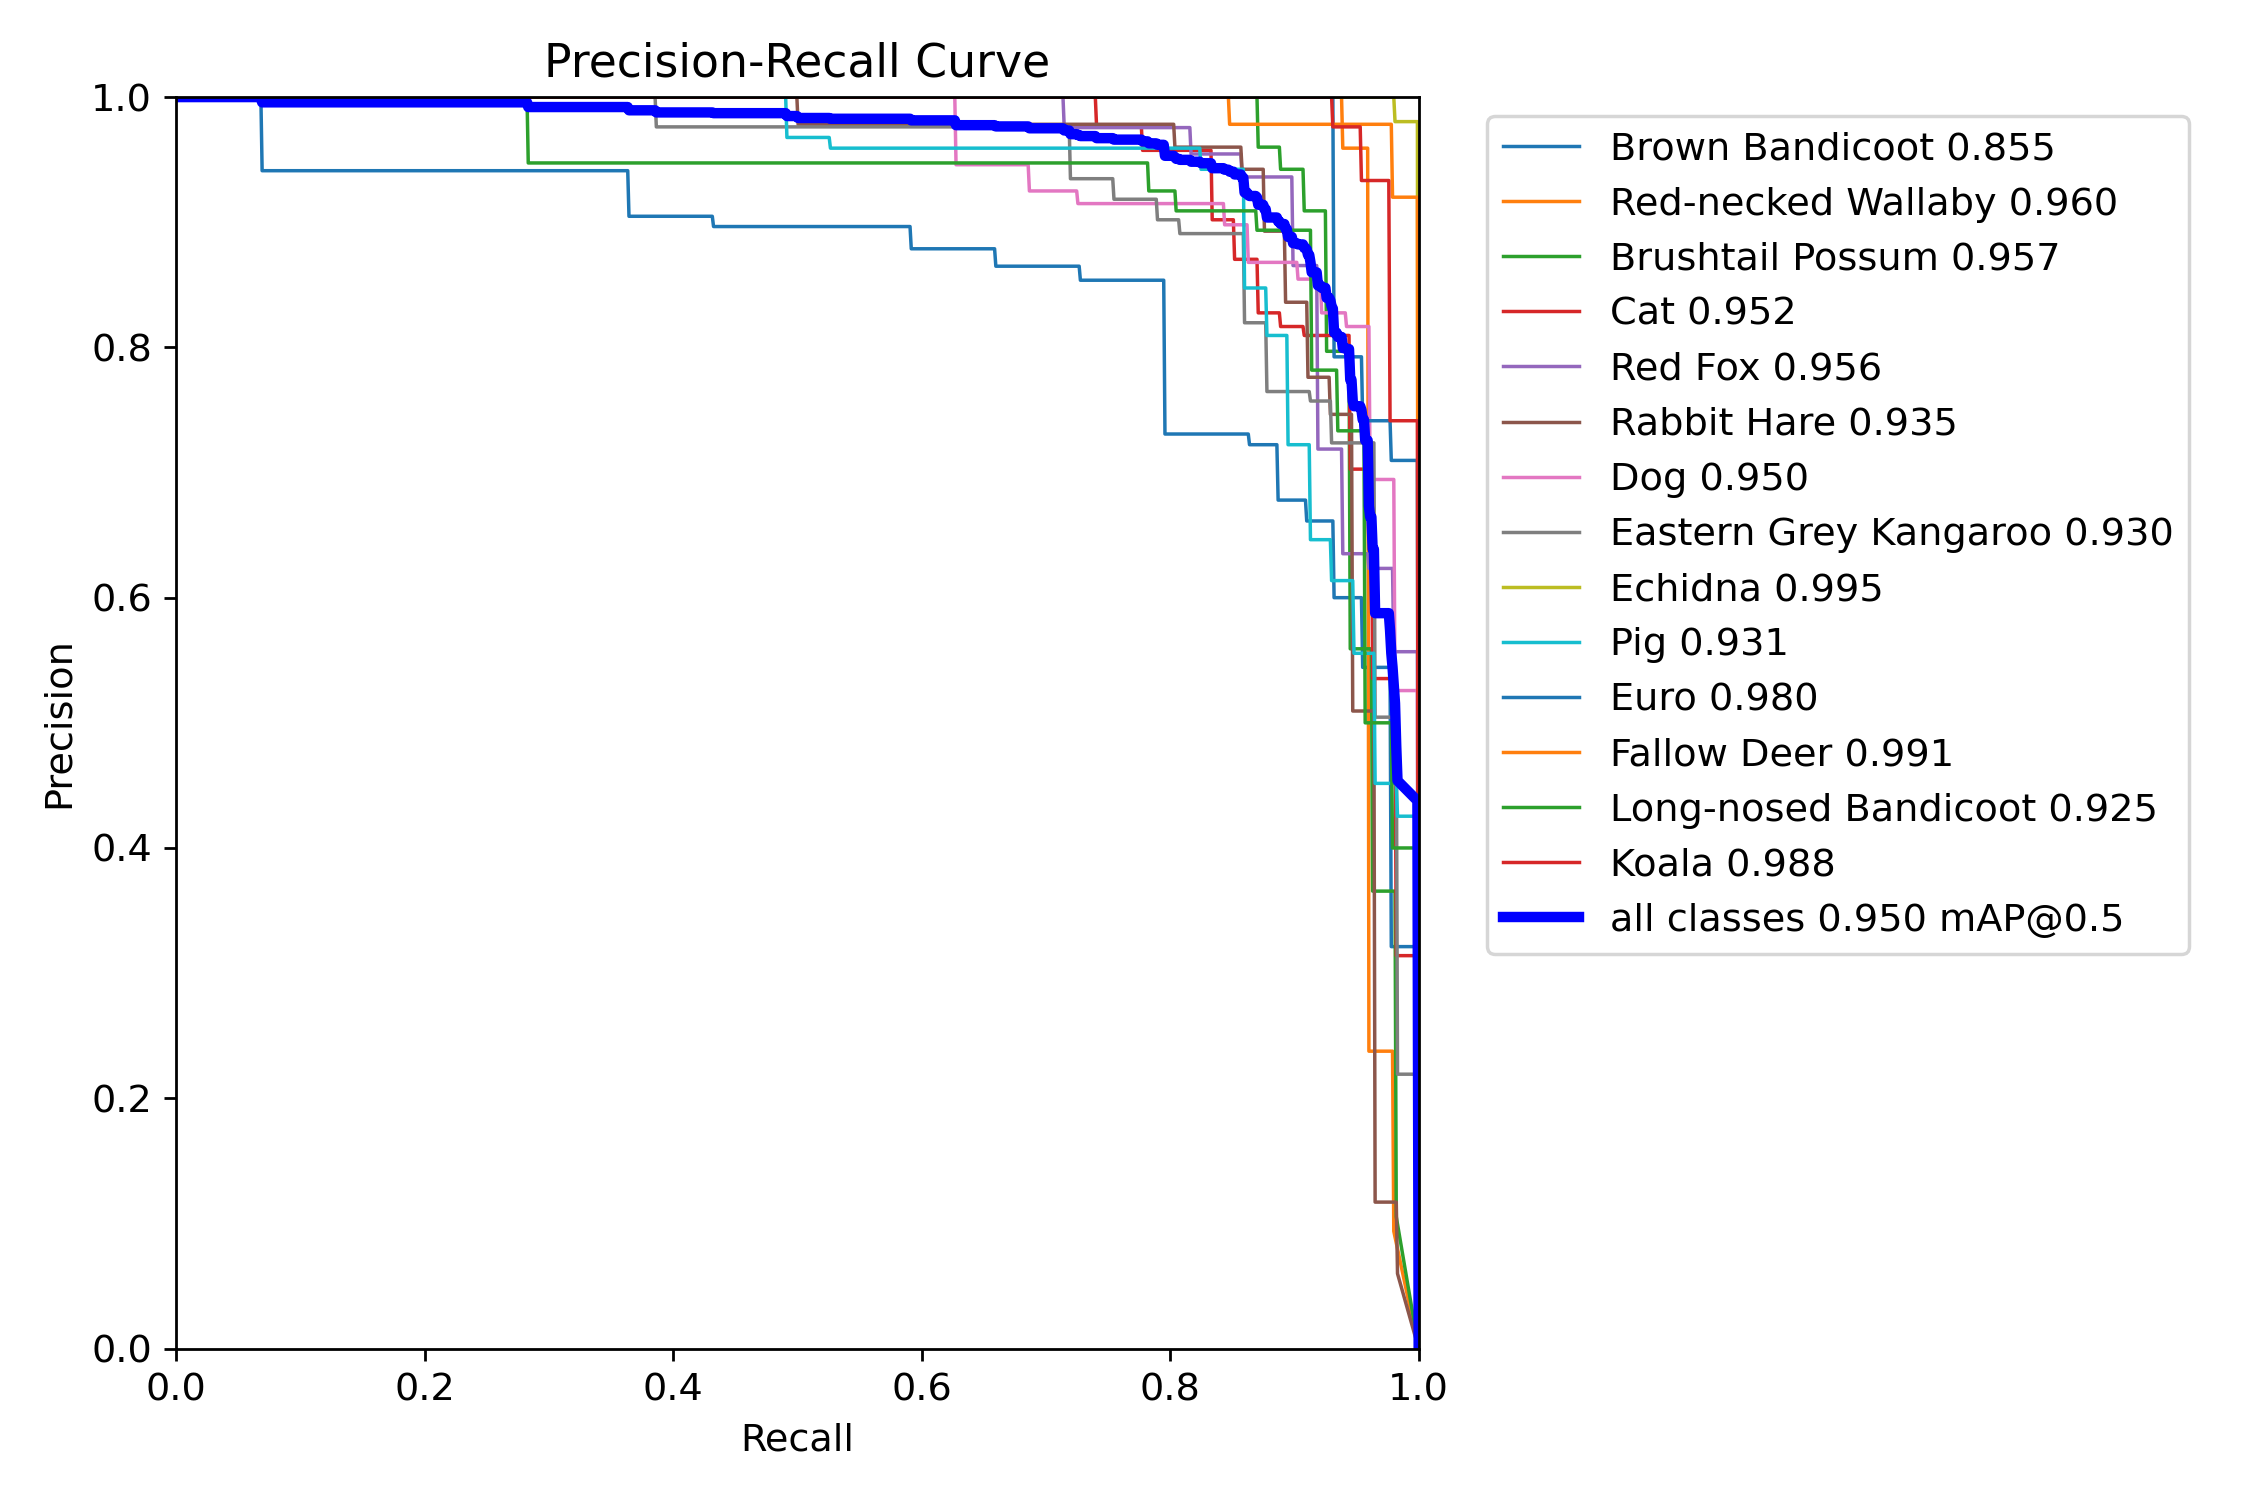 Precision-Recall Curve
1.0
0.8
0.6
0.4
0.2
0.0
Precision
0.0 0.2 0.4 0.6 0.8 1.0
Recall
Brown Bandicoot 0.855
Red-necked Wallaby 0.960
Brushtail Possum 0.957
Cat 0.952
Red Fox 0.956
Rabbit Hare 0.935
Dog 0.950
Eastern Grey Kangaroo 0.930
Echidna 0.995
Pig 0.931
Euro 0.980
Fallow Deer 0.991
Long-nosed Bandicoot 0.925
Koala 0.988
all classes 0.950 mAP@0.5